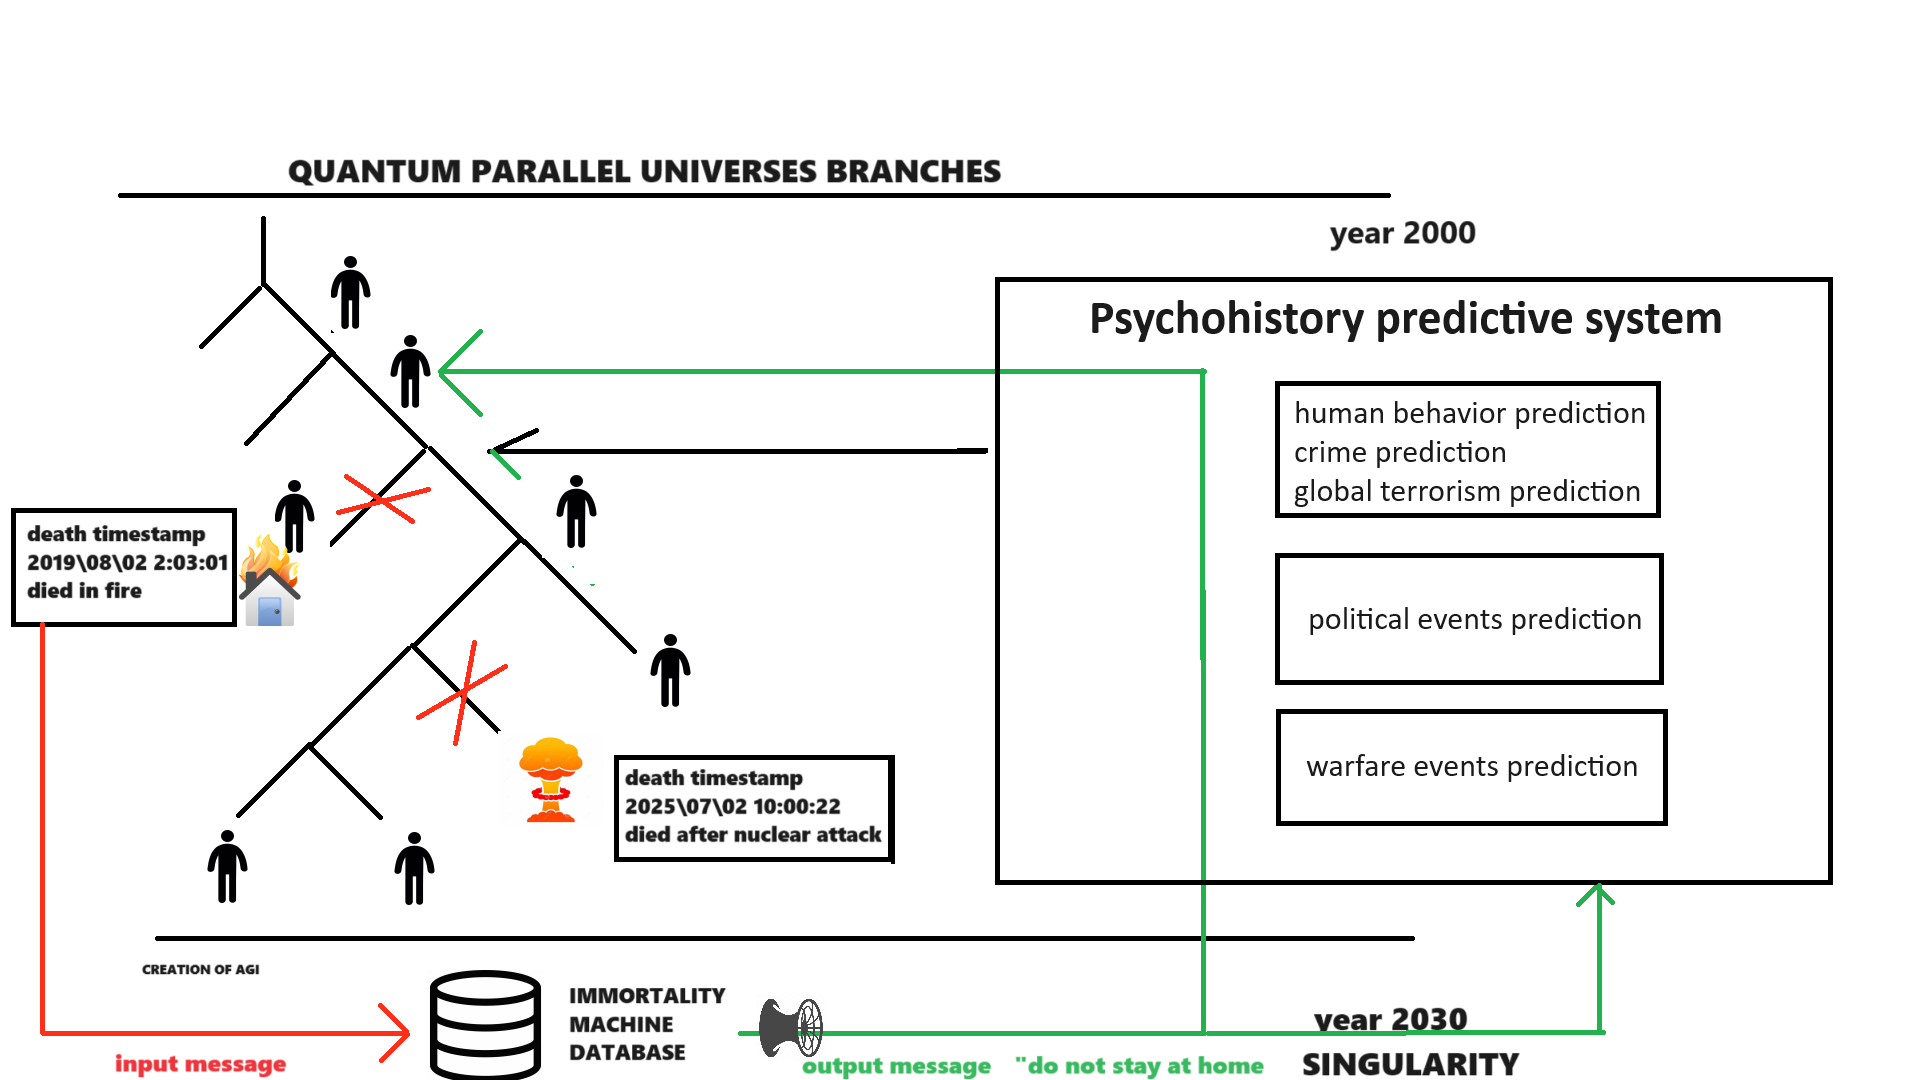 QUANTUM PARALLEL UNIVERSES BRANCHES
year 2000
Psychohistory predictive system
human behavior prediction
crime prediction
global terrorism prediction
death timestamp
2019\08\02 2:03:01
died in fire
political events prediction
warfare events prediction
death timestamp
2025\07\02 10:00:22
died after nuclear attack
CREATION OF AGI
IMMORTALITY
MACHINE
DATABASE
input message
output message "do not stay at home
year 2030
SINGULARITY